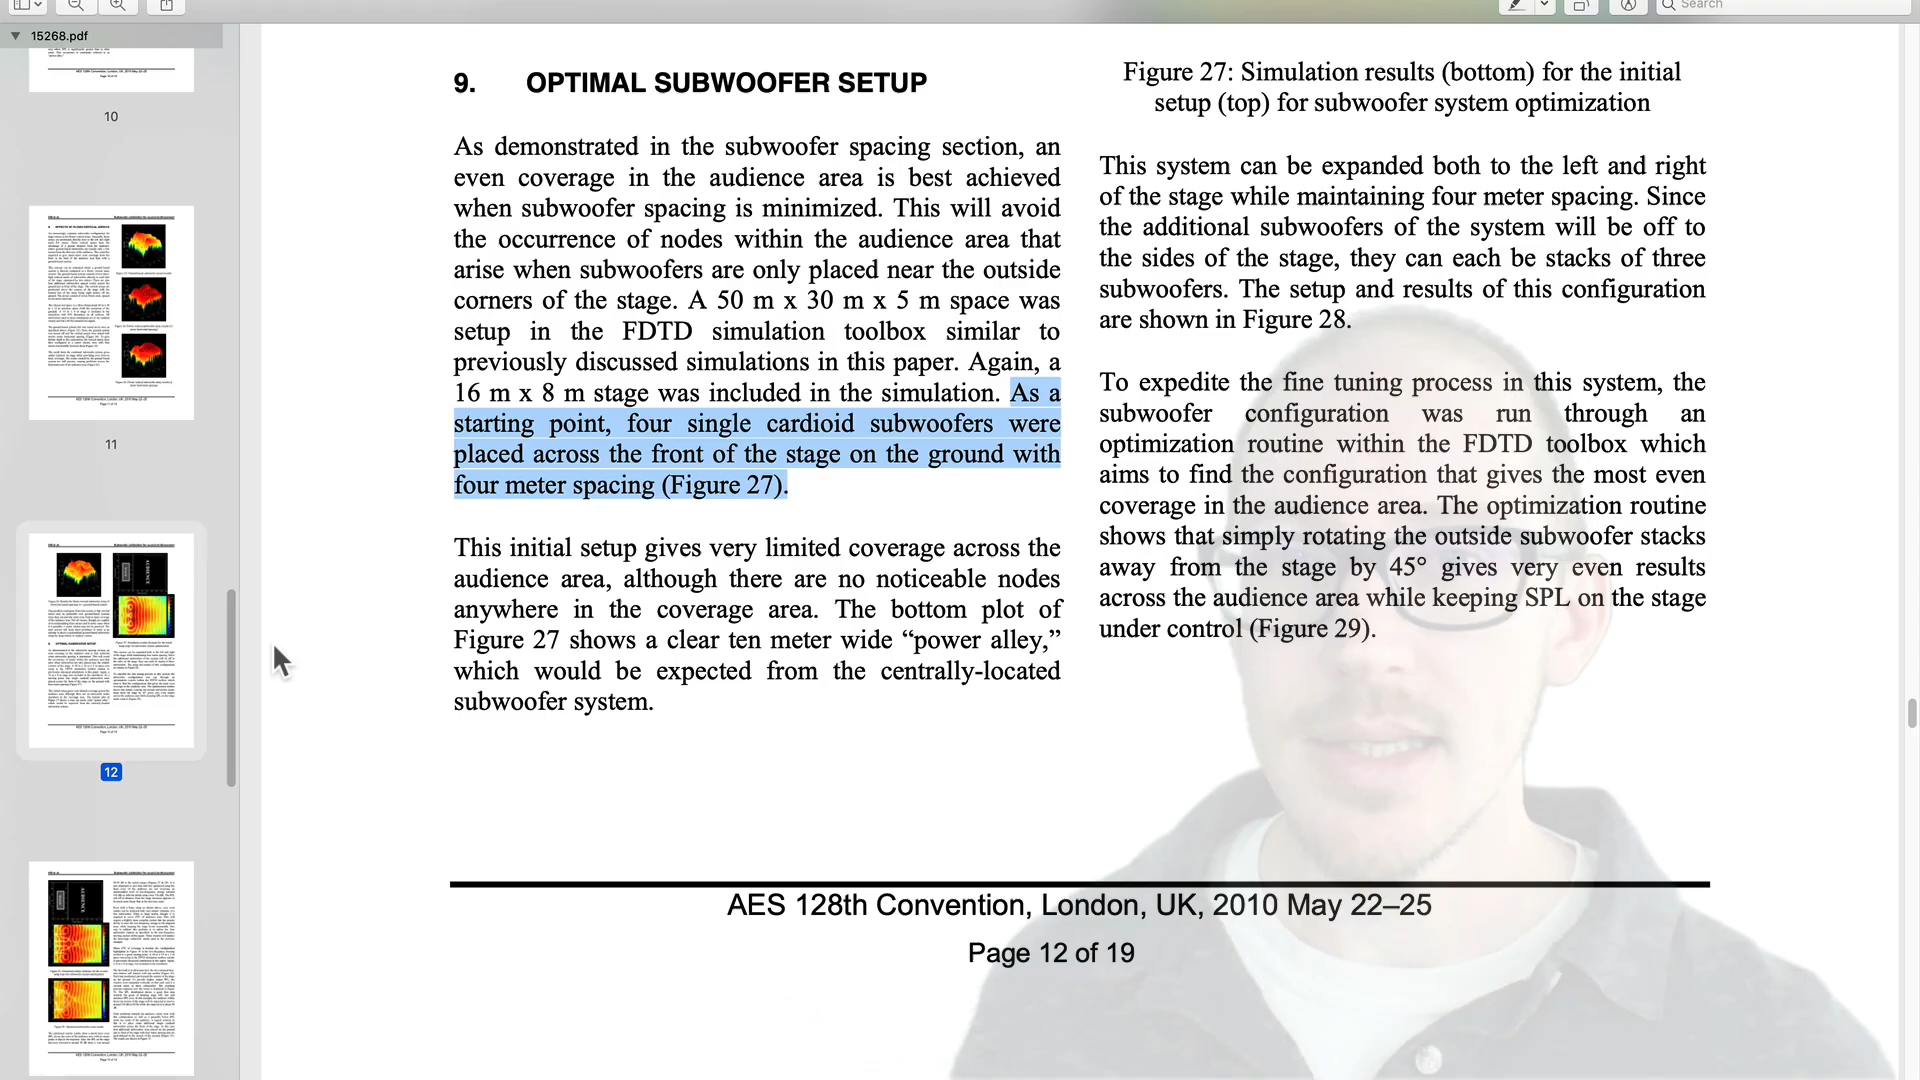 Search
15268.pdf
10
11
12
9. OPTIMAL SUBWOOFER SETUP
As demonstrated in the subwoofer spacing section, an
even coverage in the audience area is best achieved
when subwoofer spacing is minimized. This will avoid
the occurrence of nodes within the audience area that
arise when subwoofers are only placed near the outside
corners of the stage. A 50 m x 30 m x 5 m space was
setup in the FDTD simulation toolbox similar to
previously discussed simulations in this paper. Again, a
16 m x 8 m stage was included in the simulation. As a
starting point, four single cardioid subwoofers were
placed across the front of the stage on the ground with
four meter spacing (Figure 27).
This initial setup gives very limited coverage across the
audience area, although there are no noticeable nodes
anywhere in the coverage area. The bottom plot of
Figure 27 shows a clear ten meter wide “power alley,”
which would be expected from the centrally-located
subwoofer system.
Figure 27: Simulation results (bottom) for the initial
setup (top) for subwoofer system optimization
This system can be expanded both to the left and right
of the stage while maintaining four meter spacing. Since
the additional subwoofers of the system will be off to
the sides of the stage, they can each be stacks of three
subwoofers. The setup and results of this configuration
are shown in Figure 28.
To expedite the fine tuning process in this system, the
subwoofer configuration was run through an
optimization routine within the FDTD toolbox which
aims to find the configuration that gives the most even
coverage in the audience area. The optimization routine
shows that simply rotating the outside subwoofer stacks
away from the stage by 45° gives very even results
across the audience area while keeping SPL on the stage
under control (Figure 29).
AES 128th Convention, London, UK, 2010 May 22–25
Page 12 of 19